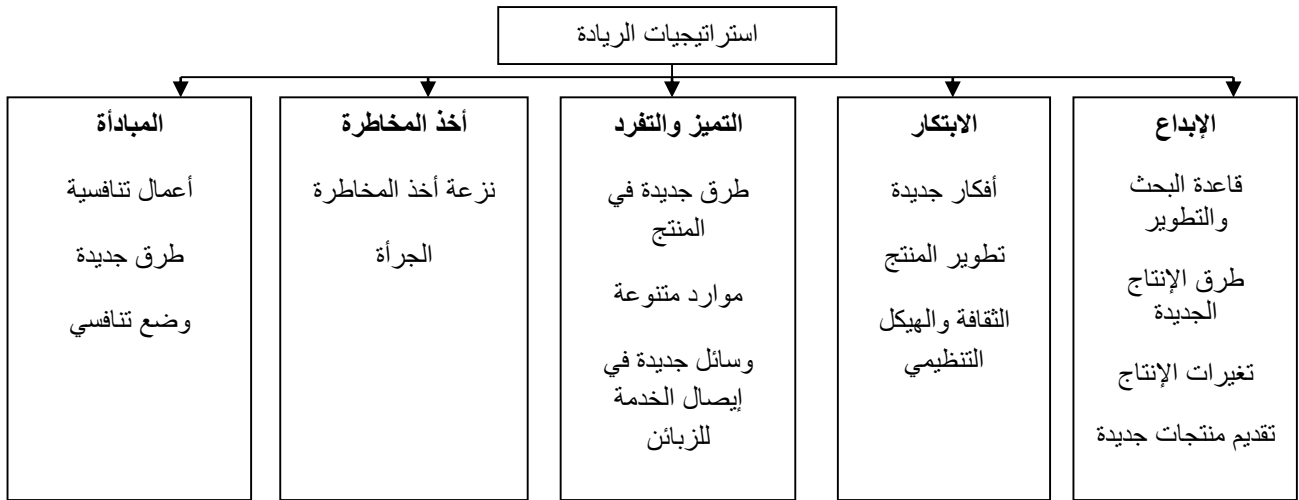 استراتيجيات الريادة
الإبداع
قاعدة البحث
والتطوير
طرق الإنتاج
الجديدة
تغيرات الإنتاج
تقديم منتجات جديدة
الابتكار
أفكار جديدة
تطوير المنتج
الثقافة والهيكل
التنظيمي
التميز والتفرد
طرق جديدة في
المنتج
موارد متنوعة
وسائل جديدة في
إيصال الخدمة
للزبائن
أخذ المخاطرة
نزعة أخذ المخاطرة
الجرأة
المبادأة
أعمال تنافسية
طرق جديدة
وضع تنافسي